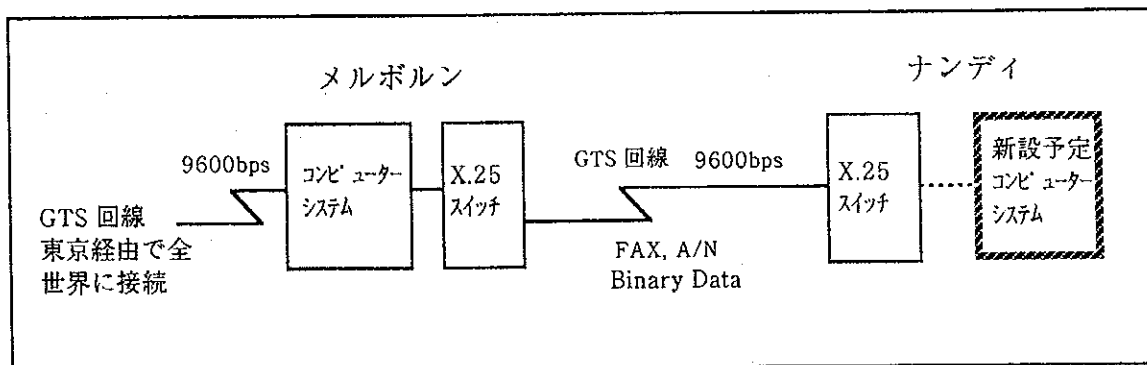 メルボルン
ナンディ
9600bps
コンピューター
システム
X.25
スイッチ
GTS 回線 9600bps
X.25
スイッチ
新設予定
コンピューター
システム
GTS 回線
東京経由で全
世界に接続
FAX, A/N
Binary Data